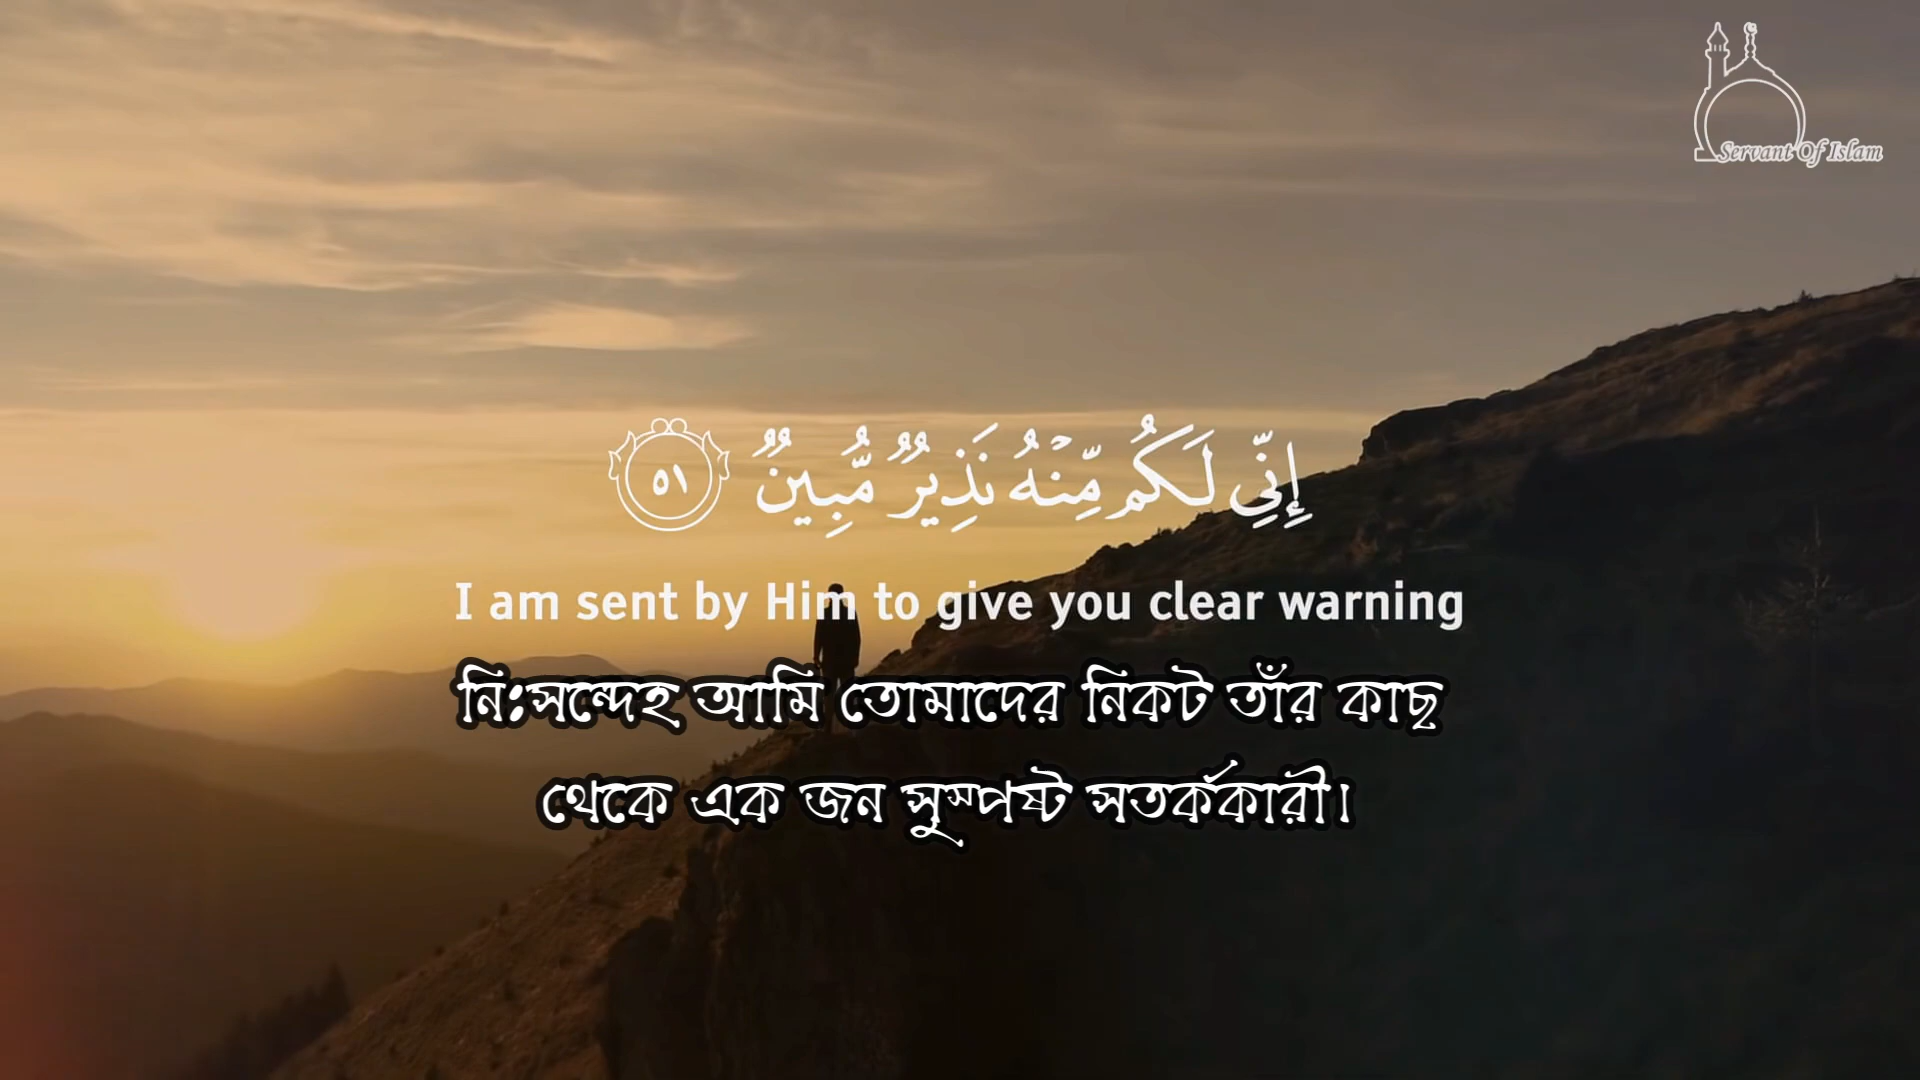 Servant Of Islam
إِنِّي لَكُم مِّنْهُ نَذِيرٌ مُّبِينٌ ٥١
I am sent by Him to give you clear warning
নি:সন্দেহ আমি তোমাদের নিকট তাঁর কাছ
থেকে এক জন সুস্পষ্ট সতর্ককারী।